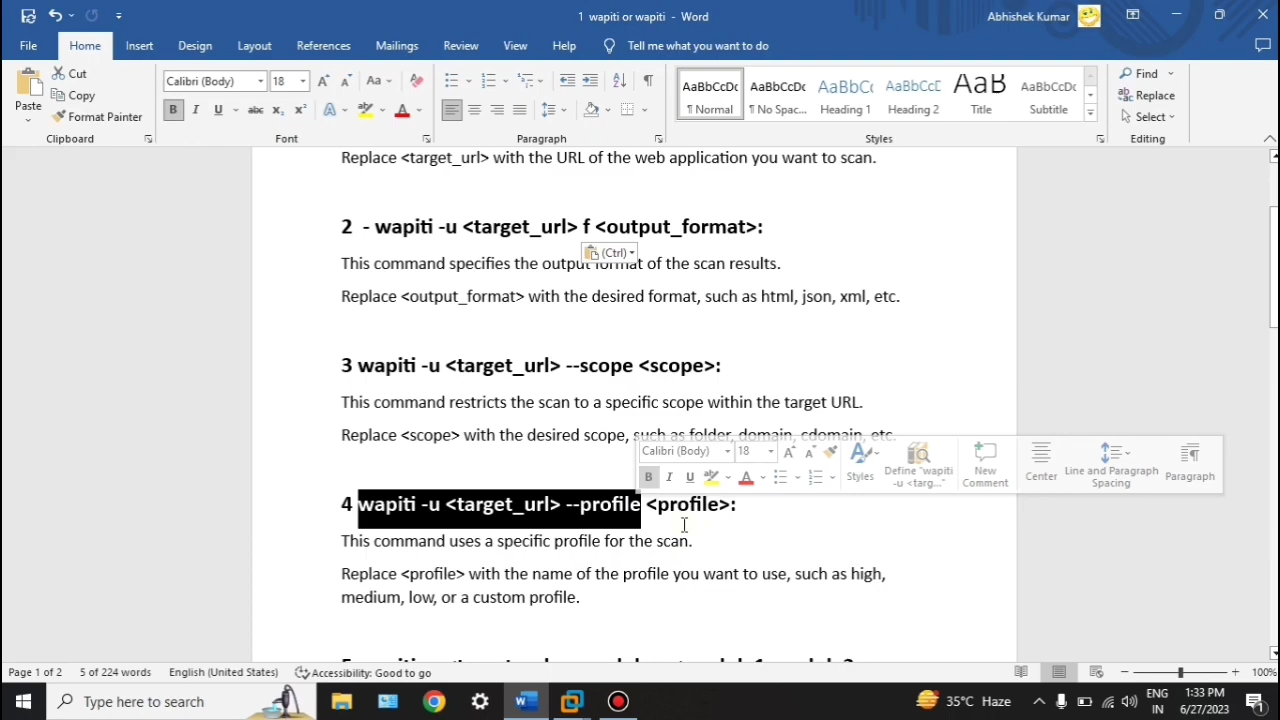 1 wapiti or wapiti - Word
Abhishek Kumar
File Home Insert Design Layout References Mailings Review View Help Tell me what you want to do
Paste
Cut
Copy
Format Painter
Clipboard
Calibri (Body) 18
Font
Paragraph
AaBbCcDc AaBbCcDc AaBbCc AaBbCcD AaB AaBbCcDc
¶ Normal ¶ No Spac... Heading 1 Heading 2 Title Subtitle
Styles
Find
Replace
Select
Editing
Replace <target_url> with the URL of the web application you want to scan.
2 - wapiti -u <target_url> f <output_format>:
(Ctrl)
This command specifies the output format of the scan results.
Replace <output_format> with the desired format, such as html, json, xml, etc.
3 wapiti -u <target_url> --scope <scope>:
This command restricts the scan to a specific scope within the target URL.
Replace <scope> with the desired scope, such as folder, domain, cdomain, etc.
Calibri (Body) 18
Styles
Define "wapiti -u <targ..."
New Comment
Center
Line and Paragraph Spacing
Paragraph
4 wapiti -u <target_url> --profile <profile>:
This command uses a specific profile for the scan.
Replace <profile> with the name of the profile you want to use, such as high,
medium, low, or a custom profile.
Page 1 of 2 5 of 224 words English (United States) Accessibility: Good to go 100%
Type here to search
35°C Haze
ENG
IN
1:33 PM
6/27/2023